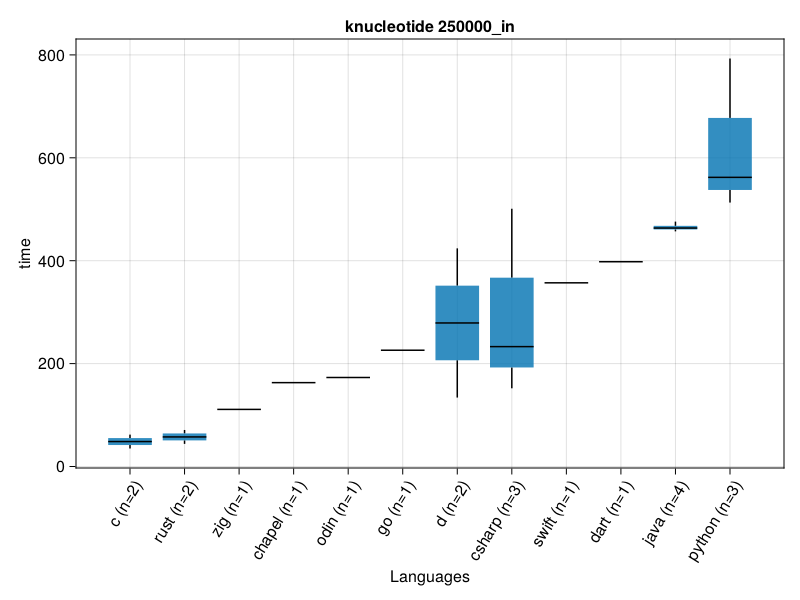 knucleotide 250000_in
time
800
600
400
200
0
c (n=2)
rust (n=2)
zig (n=1)
chapel (n=1)
odin (n=1)
go (n=1)
d (n=2)
csharp (n=3)
swift (n=1)
dart (n=1)
java (n=4)
python (n=3)
Languages